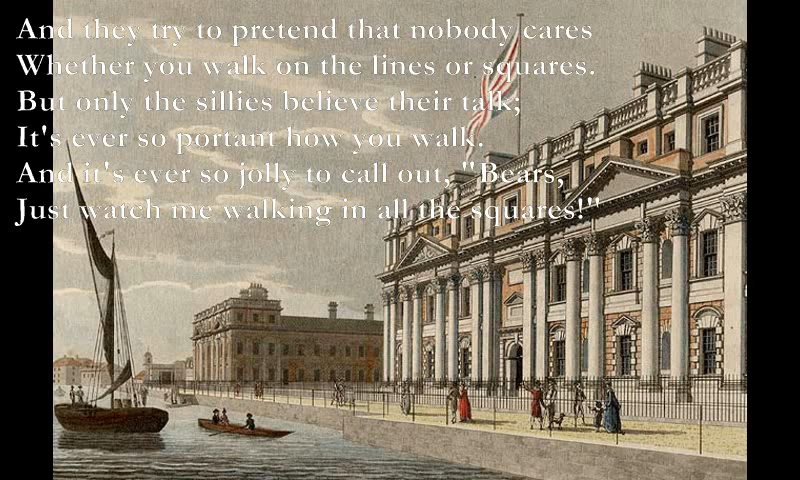 And they try to pretend that nobody cares
Whether you walk on the lines or squares.
But only the sillies believe their talk;
It's ever so portant how you walk.
And it's ever so jolly to call out, "Bears,
Just watch me walking in all the squares!"